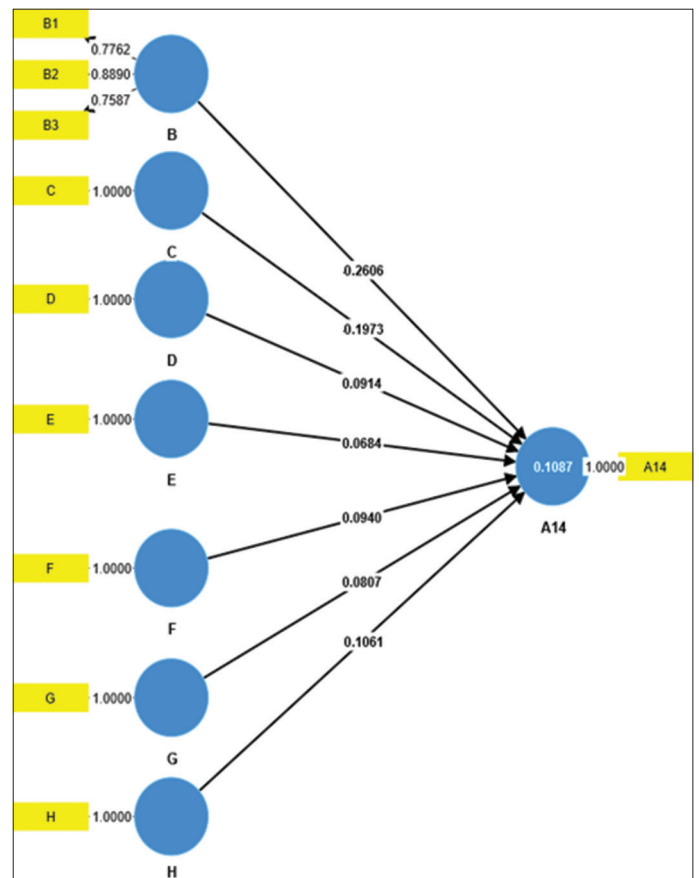 B1
0.7762
B2
0.8890
B3
0.7587
B
0.2606
C
1.0000
C
0.1973
D
1.0000
D
0.0914
E
1.0000
E
0.0684
0.1087
1.0000
A14
A14
F
1.0000
F
0.0940
G
1.0000
G
0.0807
H
1.0000
H
0.1061